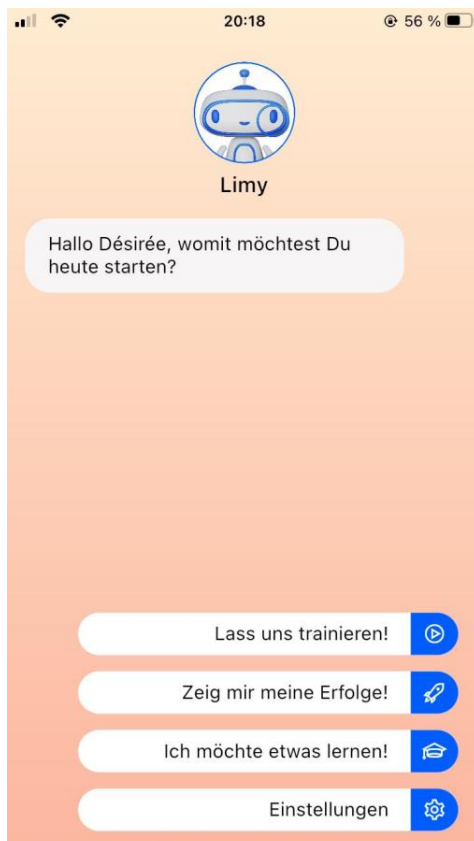 20:18
56 %
Limy
Hallo Désirée, womit möchtest Du
heute starten?
Lass uns trainieren!
Zeig mir meine Erfolge!
Ich möchte etwas lernen!
Einstellungen